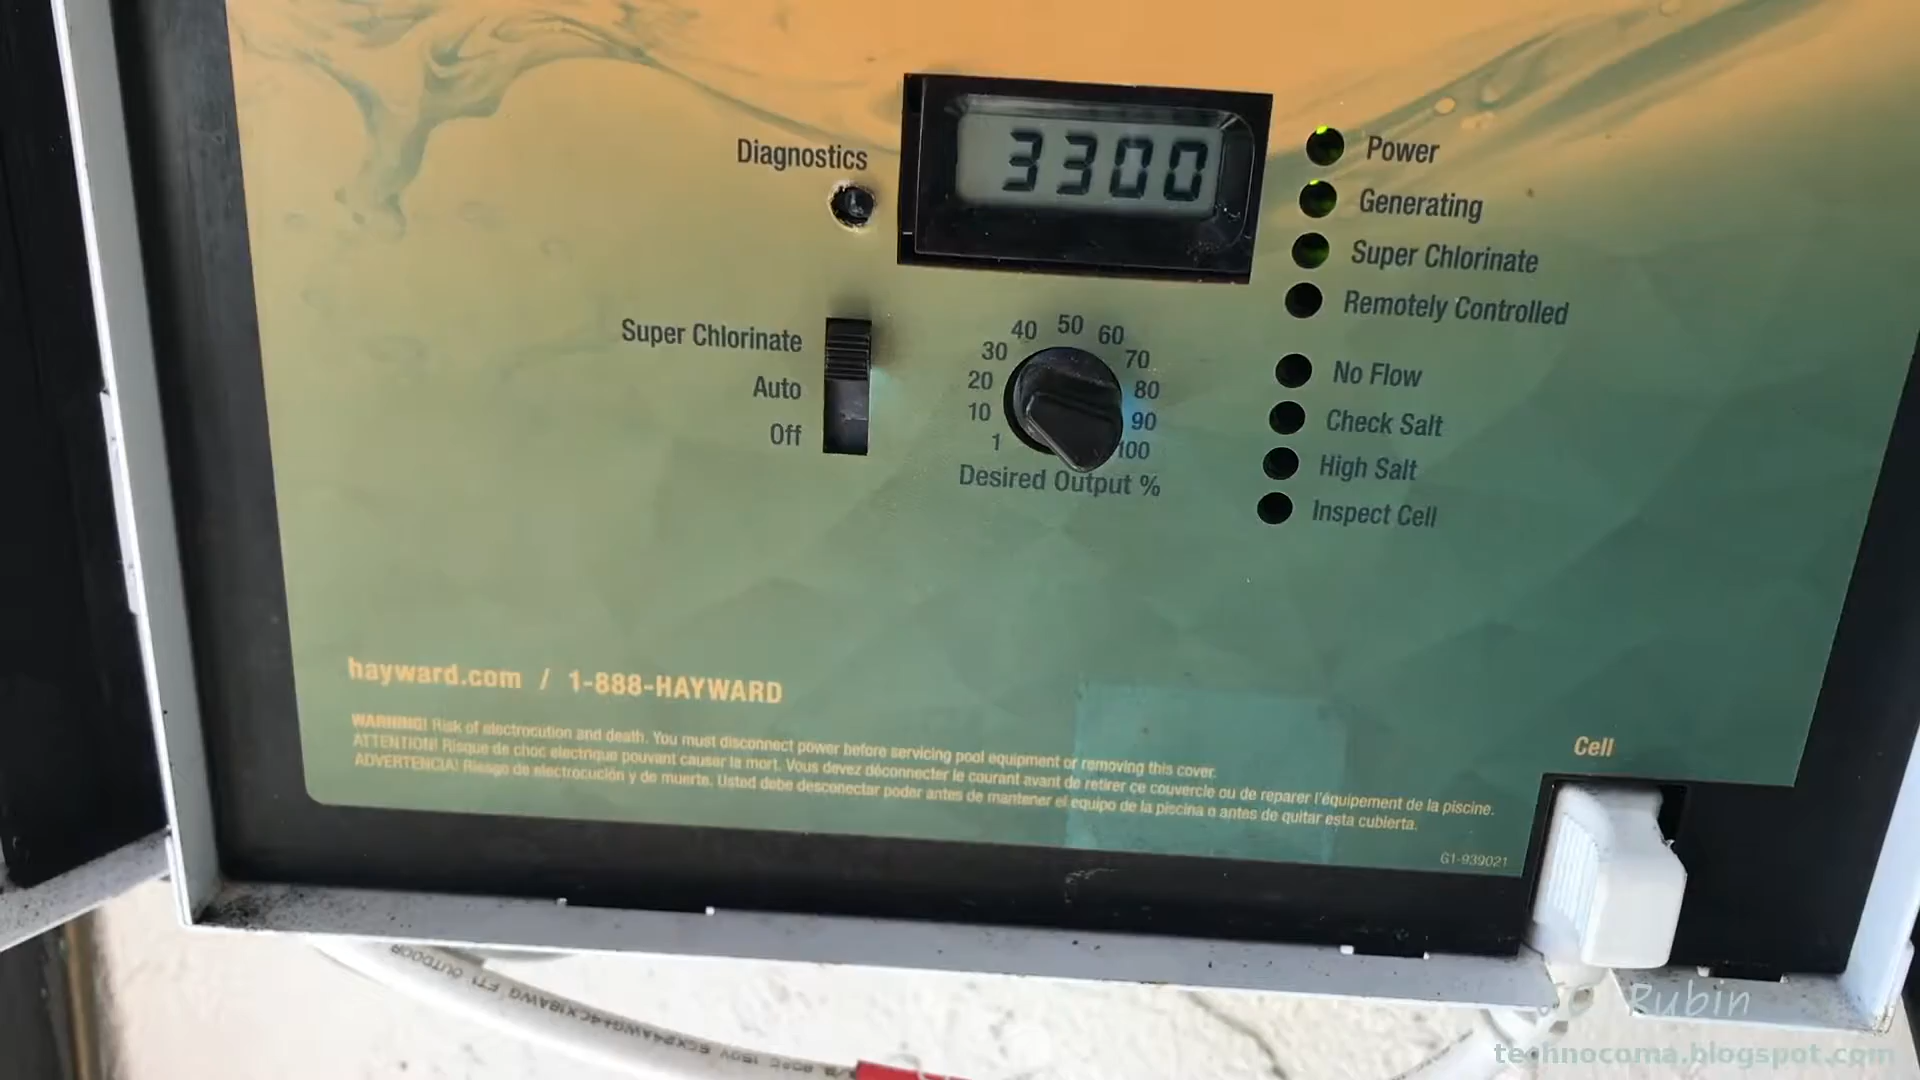 3300
Diagnostics
Power
Generating
Super Chlorinate
Remotely Controlled
No Flow
Check Salt
High Salt
Inspect Cell
Super Chlorinate
Auto
Off
1
10
20
30
40
50
60
70
80
90
100
Desired Output %
hayward.com / 1-888-HAYWARD
WARNING! Risk of electrocution and death. You must disconnect power before servicing pool equipment or removing this cover.
ATTENTION! Risque de choc electrique pouvant causer la mort. Vous devez déconnecter le courant avant de retirer ce couvercle ou de reparer l'équipement de la piscine.
ADVERTENCIA! Riesgo de electrocución y de muerte. Usted debe desconectar poder antes de mantener el equipo de la piscina o antes de quitar esta cubierta.
G1-939021
Cell
OUTDOOR
Rubin
technocoma.blogspot.com